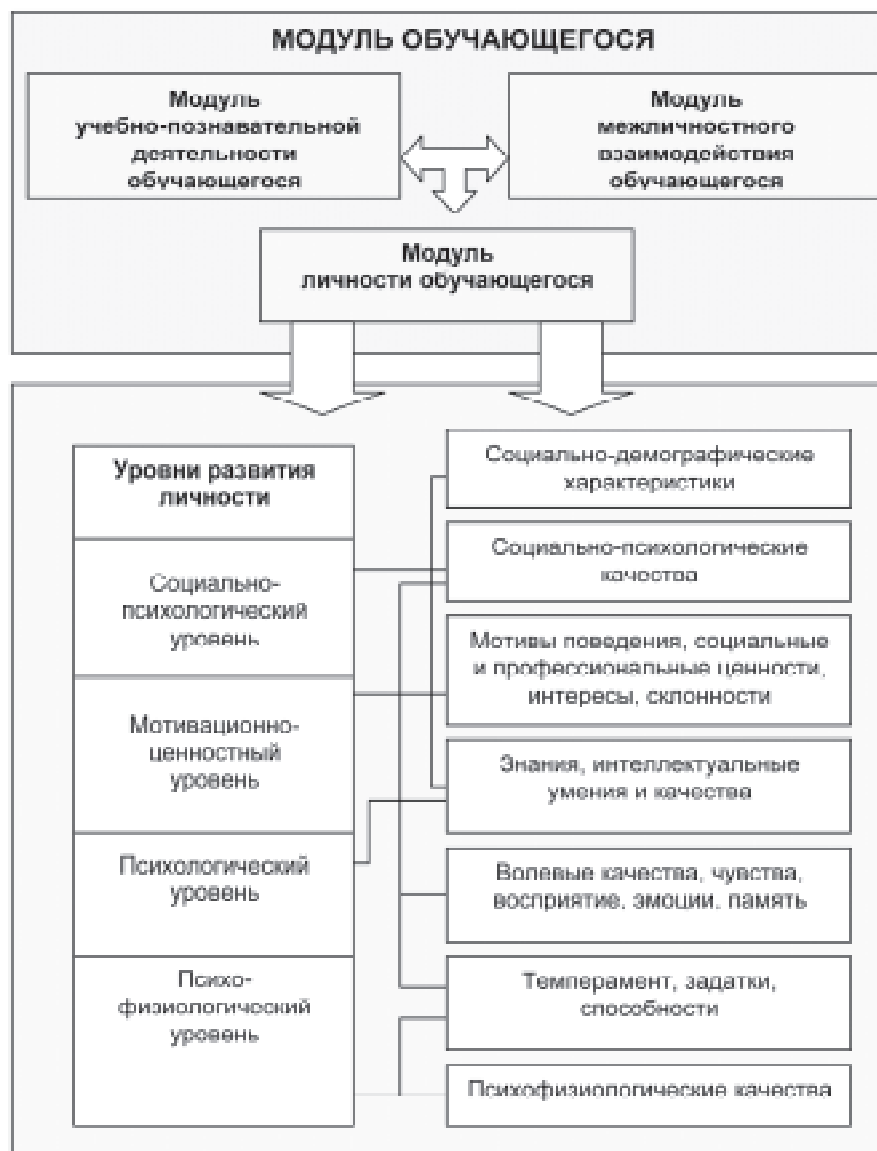 МОДУЛЬ ОБУЧАЮЩЕГОСЯ
Модуль
учебно-познавательной
деятельности
обучающегося
Модуль
межличностного
взаимодействия
обучающегося
Модуль
личности обучающегося
Уровни развития
личности
Социально-
психологический
уровень
Мотивационно-
ценностный
уровень
Психологический
уровень
Психо-
физиологический
уровень
Социально-демографические
характеристики
Социально-психологические
качества
Мотивы поведения, социальные
и профессиональные ценности,
интересы, склонности
Знания, интеллектуальные
умения и качества
Волевые качества, чувства,
восприятие, эмоции, память
Темперамент, задатки,
способности
Психофизиологические качества